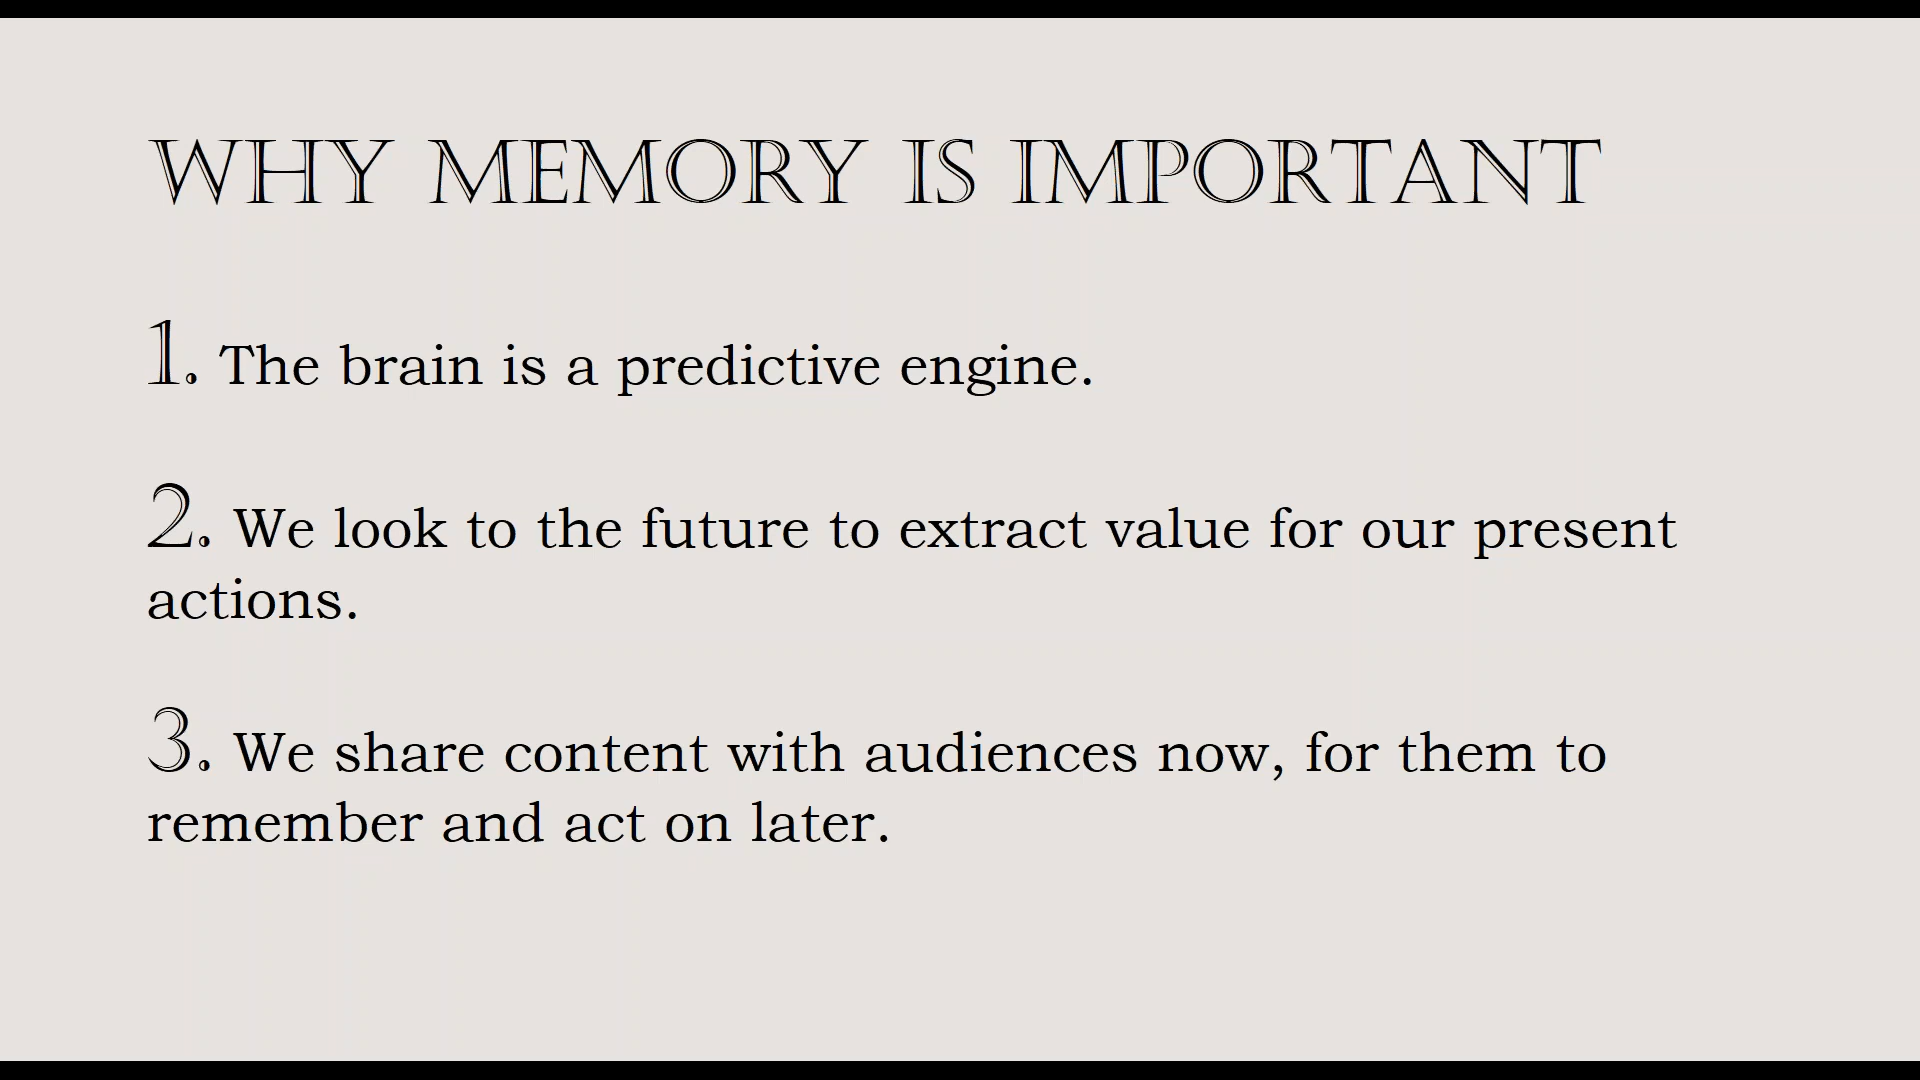 WHY MEMORY IS IMPORTANT
1. The brain is a predictive engine.
2. We look to the future to extract value for our present
actions.
3. We share content with audiences now, for them to
remember and act on later.